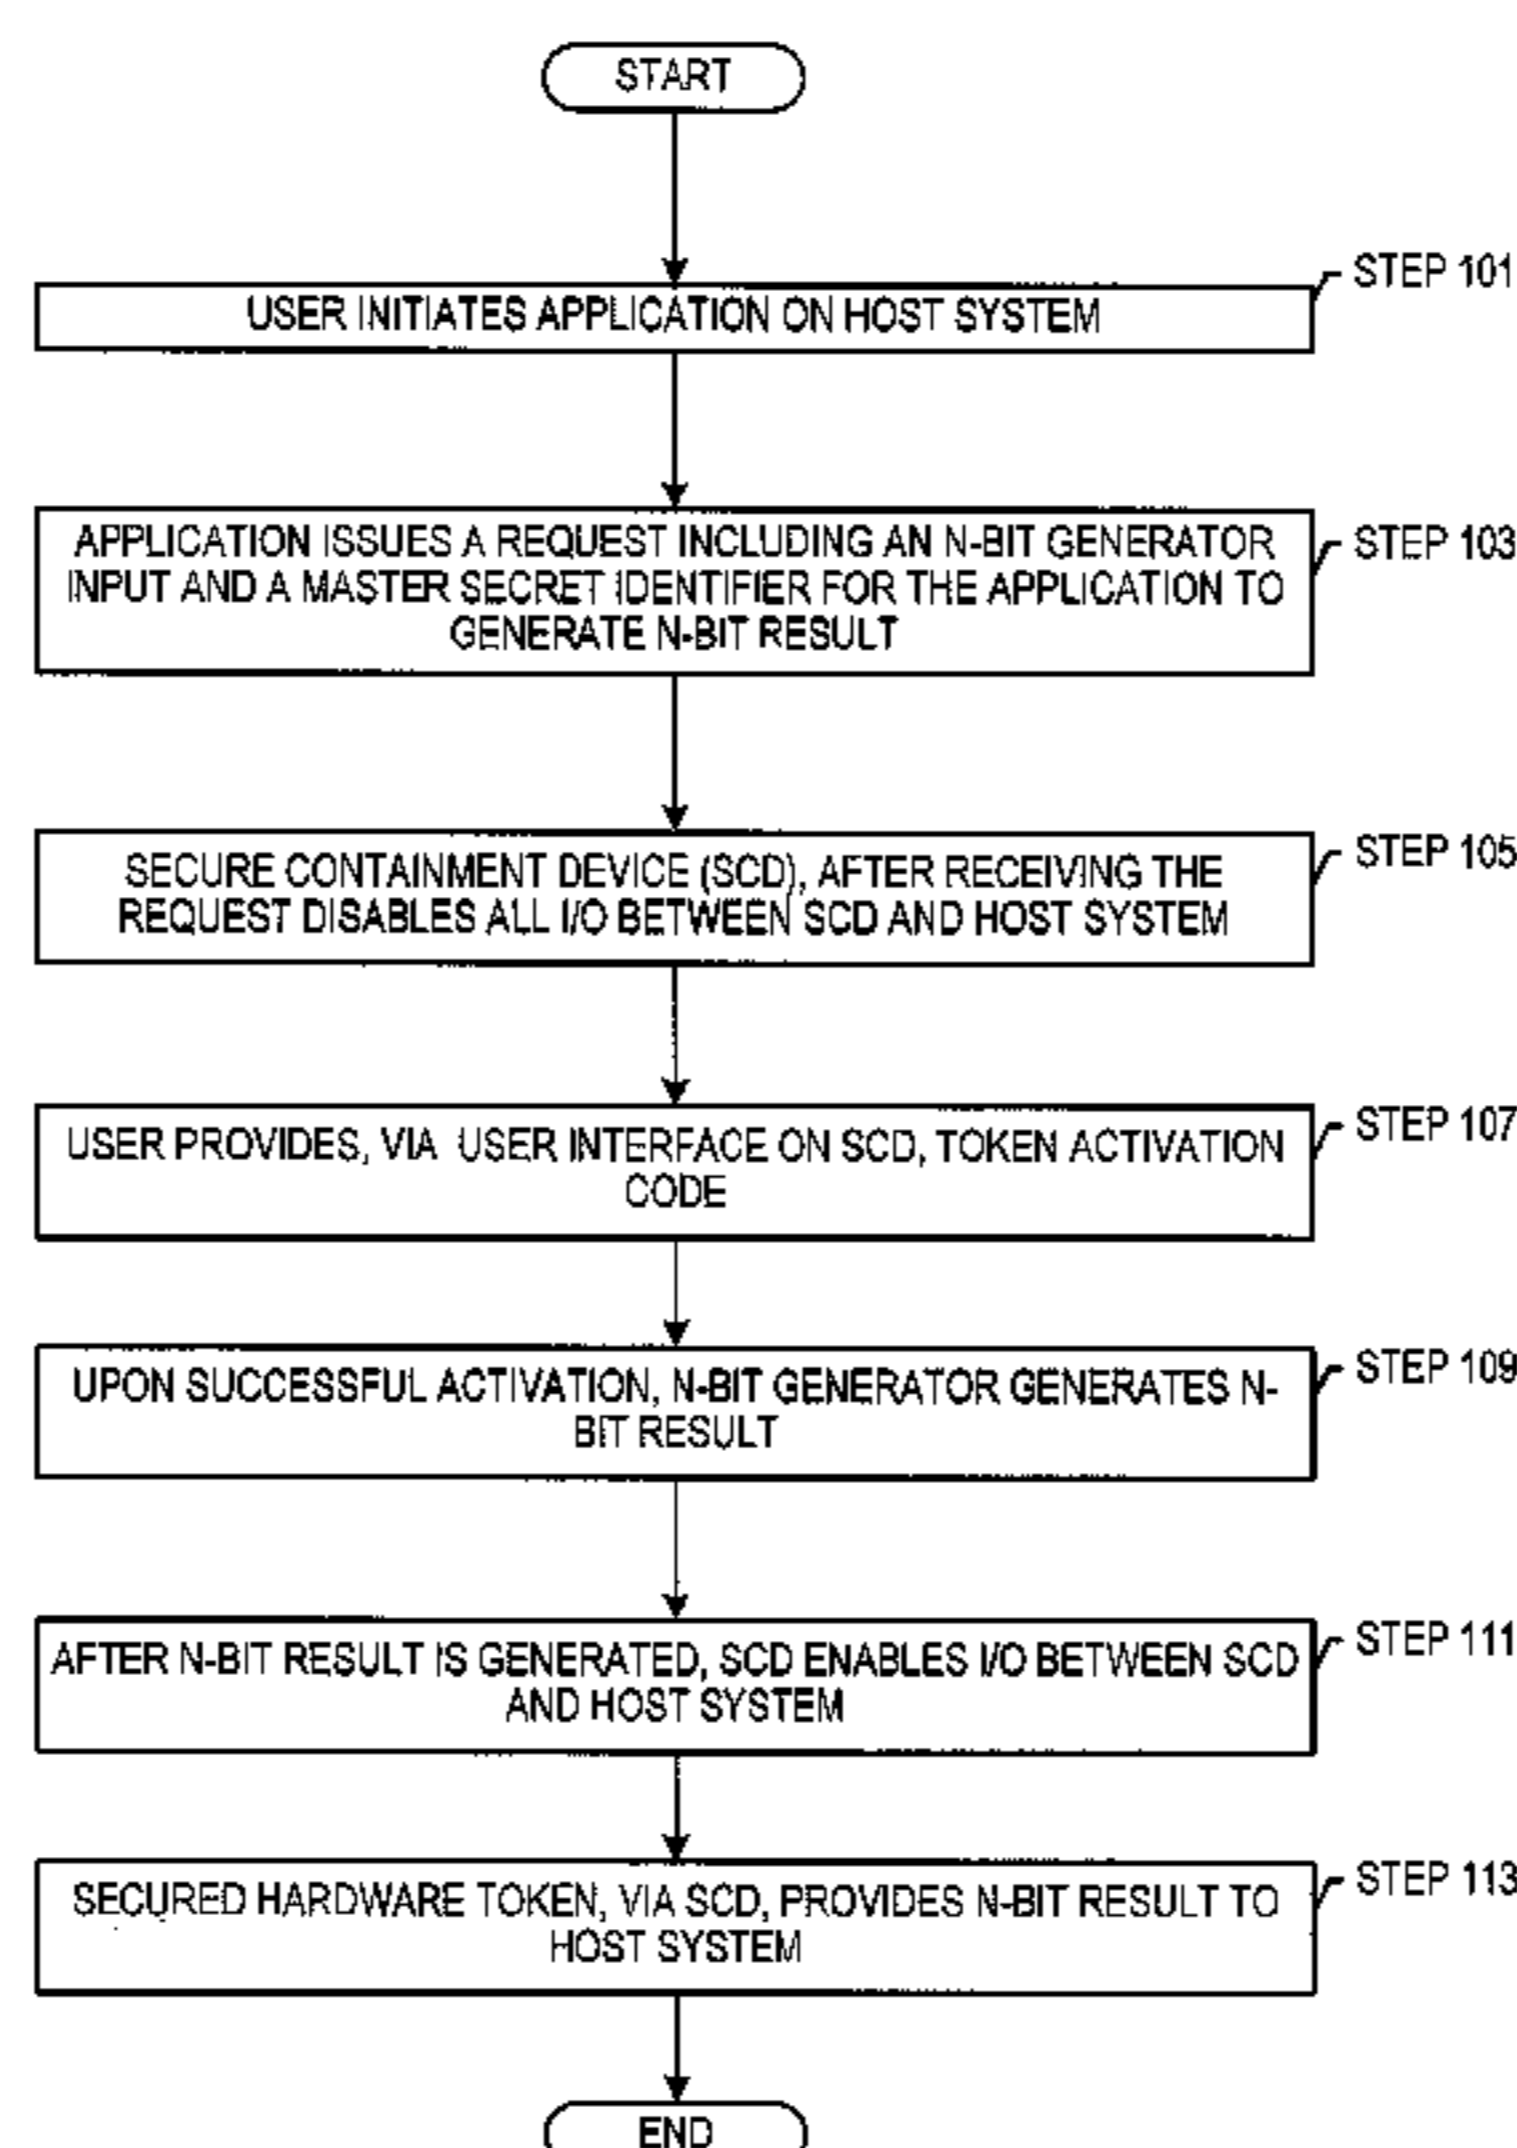 START
STEP 101
USER INITIATES APPLICATION ON HOST SYSTEM
STEP 103
APPLICATION ISSUES A REQUEST INCLUDING AN N-BIT GENERATOR
INPUT AND A MASTER SECRET IDENTIFIER FOR THE APPLICATION TO
GENERATE N-BIT RESULT
STEP 105
SECURE CONTAINMENT DEVICE (SCD), AFTER RECEIVING THE
REQUEST DISABLES ALL I/O BETWEEN SCD AND HOST SYSTEM
STEP 107
USER PROVIDES, VIA USER INTERFACE ON SCD, TOKEN ACTIVATION
CODE
STEP 109
UPON SUCCESSFUL ACTIVATION, N-BIT GENERATOR GENERATES N-
BIT RESULT
STEP 111
AFTER N-BIT RESULT IS GENERATED, SCD ENABLES I/O BETWEEN SCD
AND HOST SYSTEM
STEP 113
SECURED HARDWARE TOKEN, VIA SCD, PROVIDES N-BIT RESULT TO
HOST SYSTEM
END